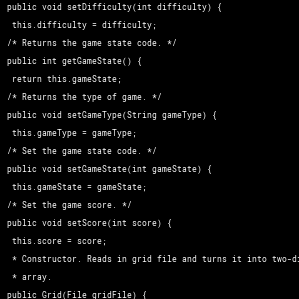 public void setDifficulty(int difficulty) {
this.difficulty = difficulty;
/* Returns the game state code. */
public int getGameState() {
return this.gameState;
/* Returns the type of game. */
public void setGameType(String gameType) {
this.gameType = gameType;
/* Set the game state code. */
public void setGameState(int gameState) {
this.gameState = gameState;
/* Set the game score. */
public void setScore(int score) {
this.score = score;
* Constructor. Reads in grid file and turns it into two-di
* array.
public Grid(File gridFile) {